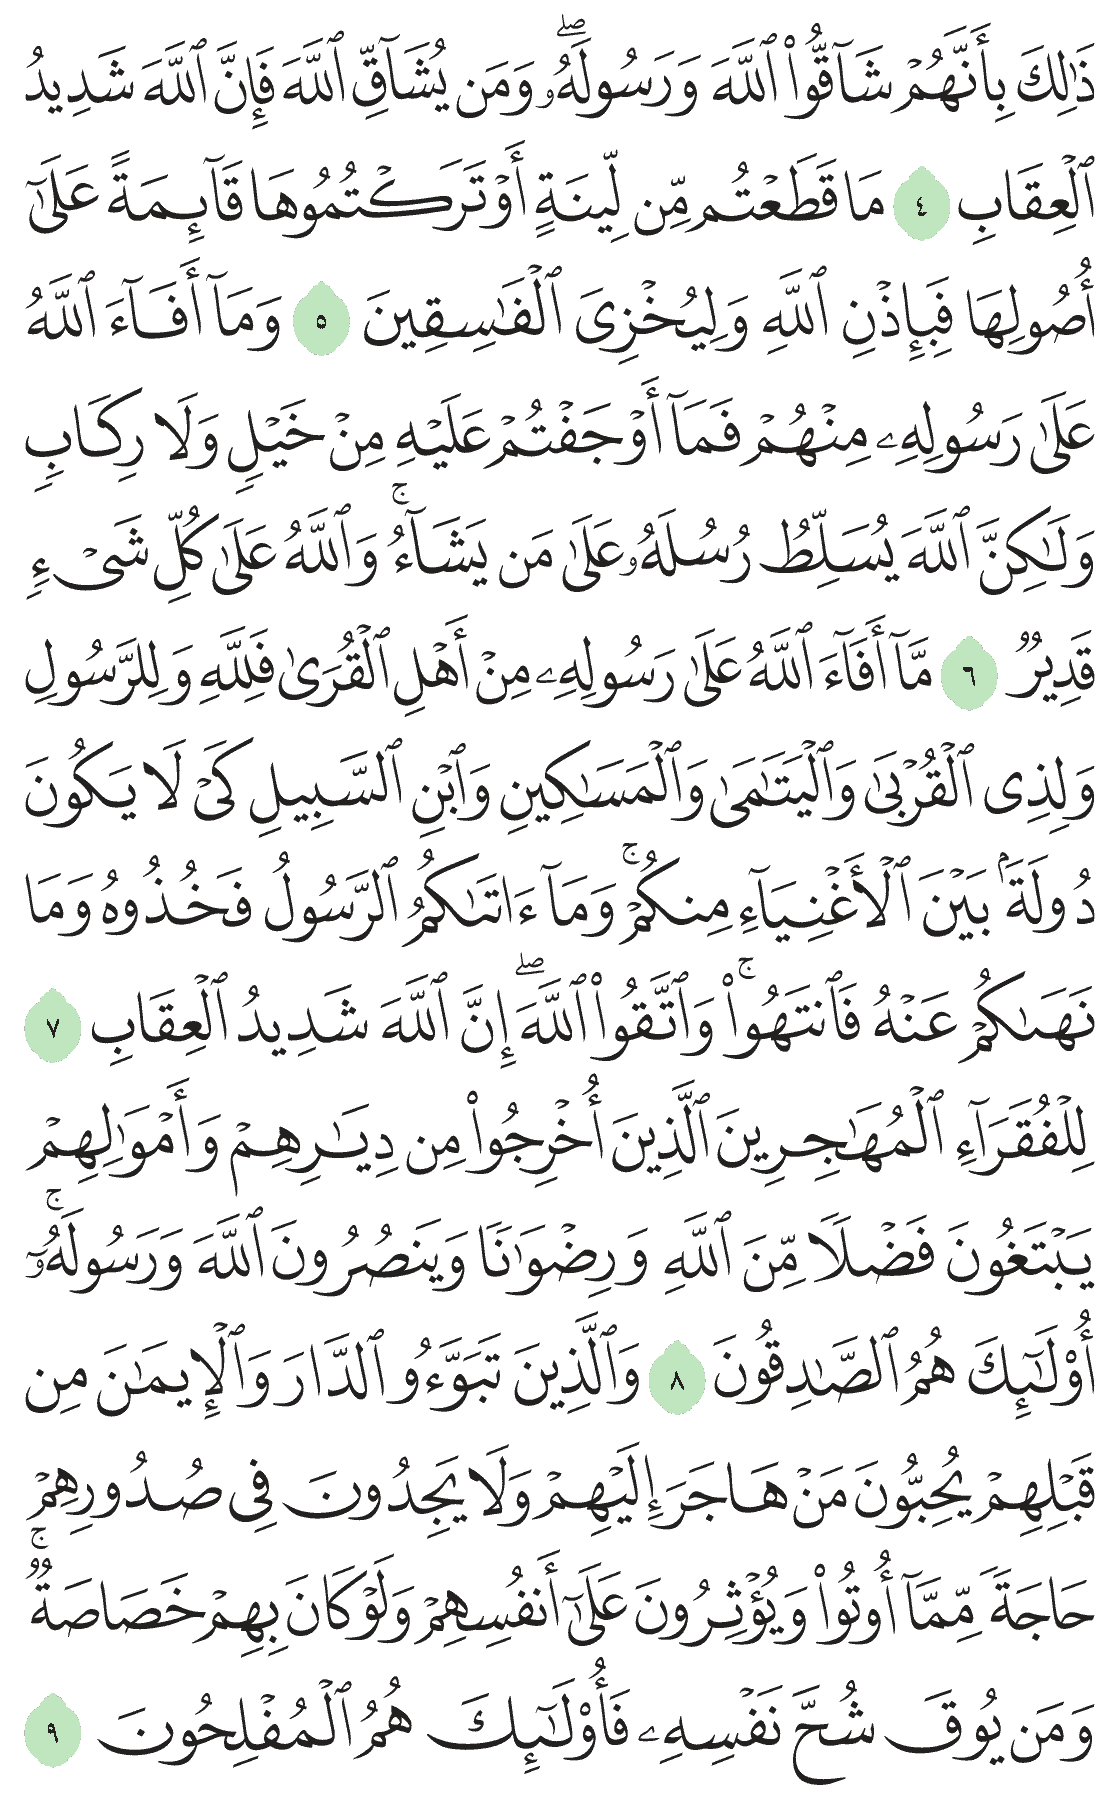 ذَٰلِكَ بِأَنَّهُمْ شَآقُّوا۟ ٱللَّهَ وَرَسُولَهُۥ ۖ وَمَن يُشَآقِّ ٱللَّهَ فَإِنَّ ٱللَّهَ شَدِيدُ
ٱلْعِقَابِ ٤ مَا قَطَعْتُم مِّن لِّينَةٍ أَوْ تَرَكْتُمُوهَا قَآئِمَةً عَلَىٰٓ
أُصُولِهَا فَبِإِذْنِ ٱللَّهِ وَلِيُخْزِىَ ٱلْفَـٰسِقِينَ ٥ وَمَآ أَفَآءَ ٱللَّهُ
عَلَىٰ رَسُولِهِۦ مِنْهُمْ فَمَآ أَوْجَفْتُمْ عَلَيْهِ مِنْ خَيْلٍ وَلَا رِكَابٍ
وَلَـٰكِنَّ ٱللَّهَ يُسَلِّطُ رُسُلَهُۥ عَلَىٰ مَن يَشَآءُ ۚ وَٱللَّهُ عَلَىٰ كُلِّ شَىْءٍ
قَدِيرٌ ٦ مَّآ أَفَآءَ ٱللَّهُ عَلَىٰ رَسُولِهِۦ مِنْ أَهْلِ ٱلْقُرَىٰ فَلِلَّهِ وَلِلرَّسُولِ
وَلِذِى ٱلْقُرْبَىٰ وَٱلْيَتَـٰمَىٰ وَٱلْمَسَـٰكِينِ وَٱبْنِ ٱلسَّبِيلِ كَىْ لَا يَكُونَ
دُولَةًۢ بَيْنَ ٱلْأَغْنِيَآءِ مِنكُمْ ۚ وَمَآ ءَاتَىٰكُمُ ٱلرَّسُولُ فَخُذُوهُ وَمَا
نَهَىٰكُمْ عَنْهُ فَٱنتَهُوا۟ ۚ وَٱتَّقُوا۟ ٱللَّهَ ۖ إِنَّ ٱللَّهَ شَدِيدُ ٱلْعِقَابِ ٧
لِلْفُقَرَآءِ ٱلْمُهَـٰجِرِينَ ٱلَّذِينَ أُخْرِجُوا۟ مِن دِيَـٰرِهِمْ وَأَمْوَٰلِهِمْ
يَبْتَغُونَ فَضْلًا مِّنَ ٱللَّهِ وَرِضْوَٰنًا وَيَنصُرُونَ ٱللَّهَ وَرَسُولَهُۥٓ ۚ
أُو۟لَـٰٓئِكَ هُمُ ٱلصَّـٰدِقُونَ ٨ وَٱلَّذِينَ تَبَوَّءُو ٱلدَّارَ وَٱلْإِيمَـٰنَ مِن
قَبْلِهِمْ يُحِبُّونَ مَنْ هَاجَرَ إِلَيْهِمْ وَلَا يَجِدُونَ فِى صُدُورِهِمْ
حَاجَةً مِّمَّآ أُوتُوا۟ وَيُؤْثِرُونَ عَلَىٰٓ أَنفُسِهِمْ وَلَوْ كَانَ بِهِمْ خَصَاصَةٌ ۚ
وَمَن يُوقَ شُحَّ نَفْسِهِۦ فَأُو۟لَـٰٓئِكَ هُمُ ٱلْمُفْلِحُونَ ٩